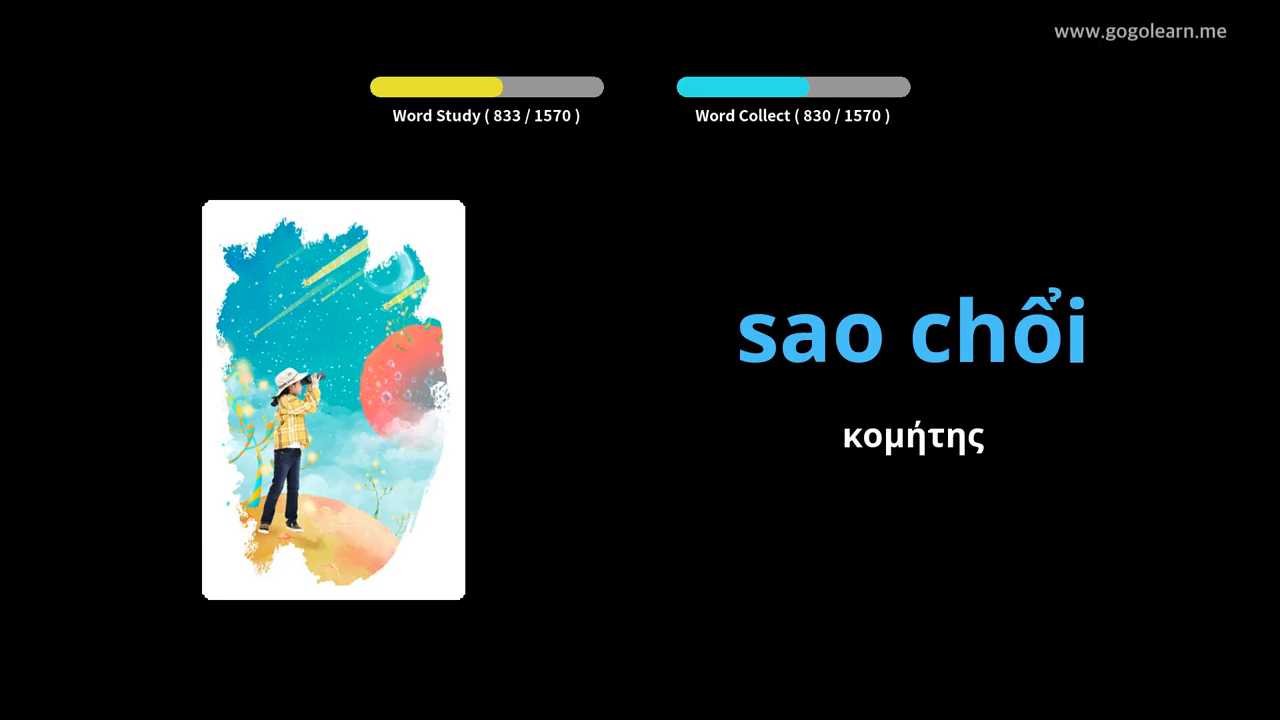 www.gogolearn.me
Word Study ( 833 / 1570 )
Word Collect ( 830 / 1570 )
sao chổi
κομήτης